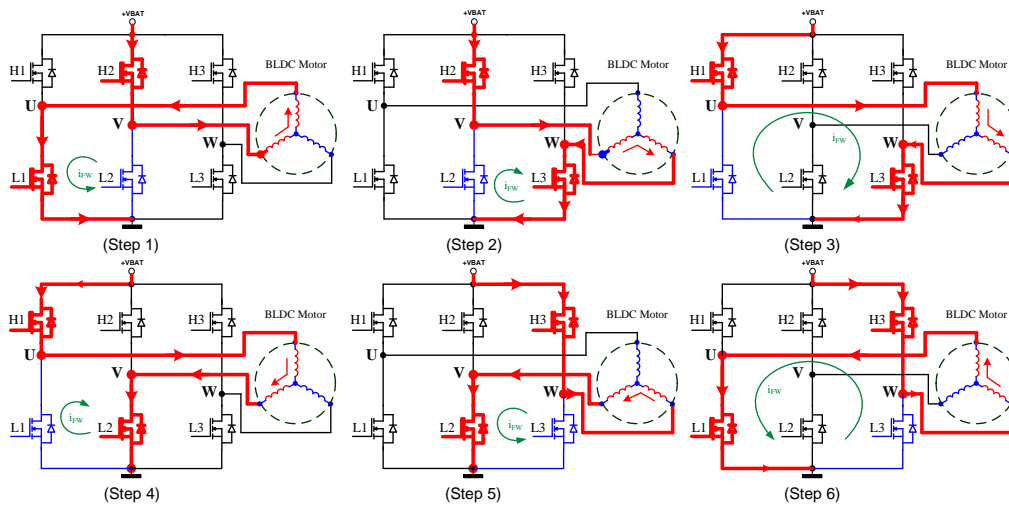 +VBAT
H1
H2
H3
BLDC Motor
U
V
W
L1
iFW
L2
L3
(Step 1)
+VBAT
H1
H2
H3
BLDC Motor
U
V
W
L1
L2
iFW
L3
(Step 2)
+VBAT
H1
H2
H3
BLDC Motor
U
V
iFW
W
L1
L2
L3
(Step 3)
+VBAT
H1
H2
H3
BLDC Motor
U
V
W
L1
iFW
L2
L3
(Step 4)
+VBAT
H1
H2
H3
BLDC Motor
U
V
W
L1
L2
iFW
L3
(Step 5)
+VBAT
H1
H2
H3
BLDC Motor
U
V
iFW
W
L1
L2
L3
(Step 6)